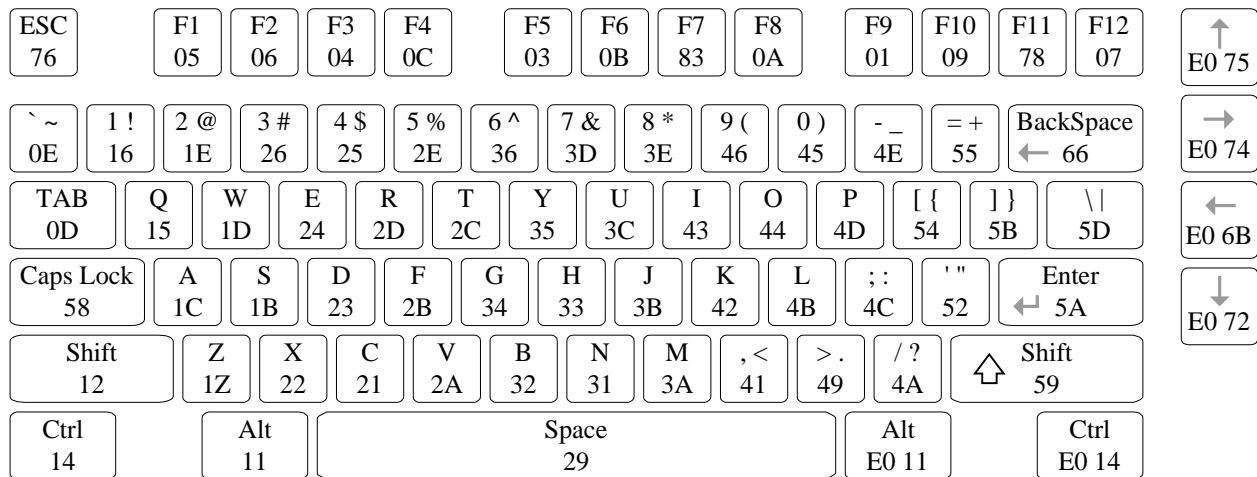 ESC F1 F2 F3 F4 F5 F6 F7 F8 F9 F10 F11 F12
76 05 06 04 0C 03 0B 83 0A 01 09 78 07 E0 75
` ~ 1 ! 2 @ 3 # 4 $ 5 % 6 ^ 7 & 8 * 9 ( 0 ) - _ = + BackSpace
0E 16 1E 26 25 2E 36 3D 3E 46 45 4E 55 66 E0 74
TAB Q W E R T Y U I O P [ { ] } \ |
0D 15 1D 24 2D 2C 35 3C 43 44 4D 54 5B 5D E0 6B
Caps Lock A S D F G H J K L ; : ' " Enter
58 1C 1B 23 2B 34 33 3B 42 4B 4C 52 5A E0 72
Shift Z X C V B N M , < > . / ? Shift
12 1Z 22 21 2A 32 31 3A 41 49 4A 59
Ctrl Alt Space Alt Ctrl
14 11 29 E0 11 E0 14